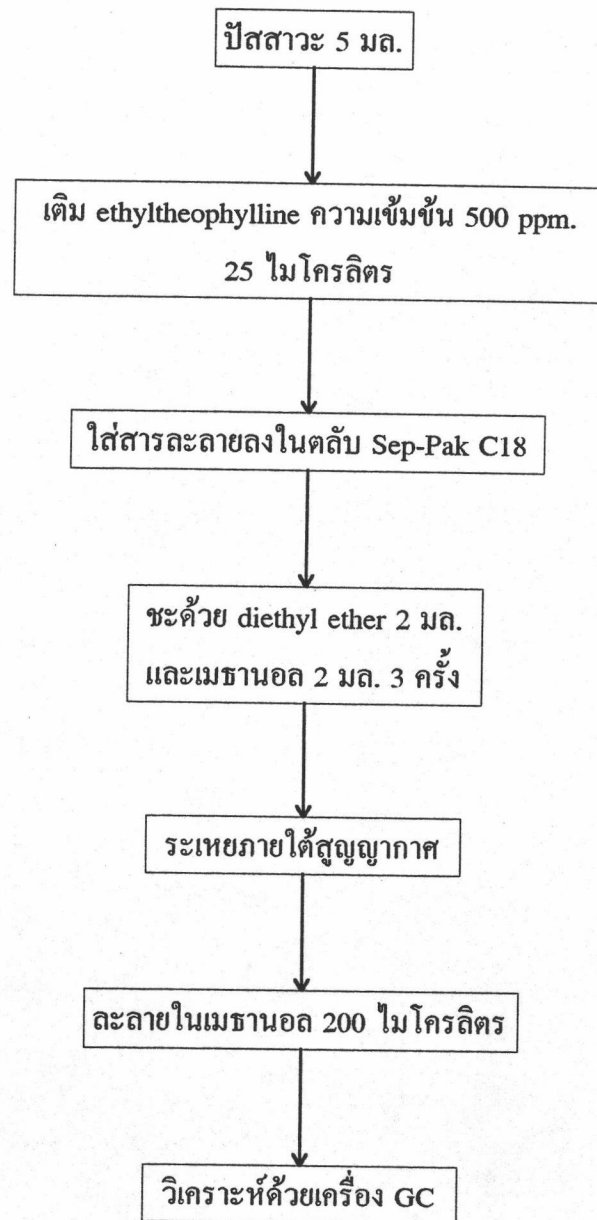 ปัสสาวะ 5 มล.
เติม ethyltheophylline ความเข้มข้น 500 ppm.
25 ไมโครลิตร
ใส่สารละลายลงในตลับ Sep-Pak C18
ชะด้วย diethyl ether 2 มล.
และเมธานอล 2 มล. 3 ครั้ง
ระเหยภายใต้สูญญากาศ
ละลายในเมธานอล 200 ไมโครลิตร
วิเคราะห์ด้วยเครื่อง GC